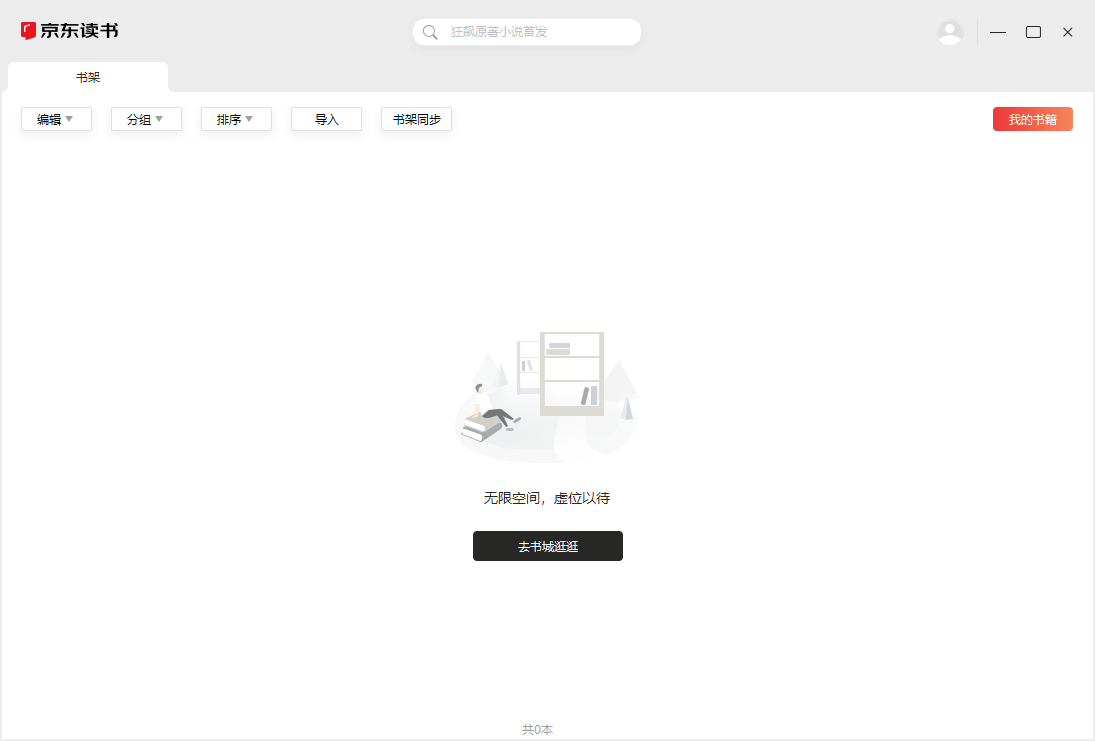 京东读书
狂飙原著小说首发
书架
编辑
分组
排序
导入
书架同步
我的书籍
无限空间，虚位以待
去书城逛逛
共0本